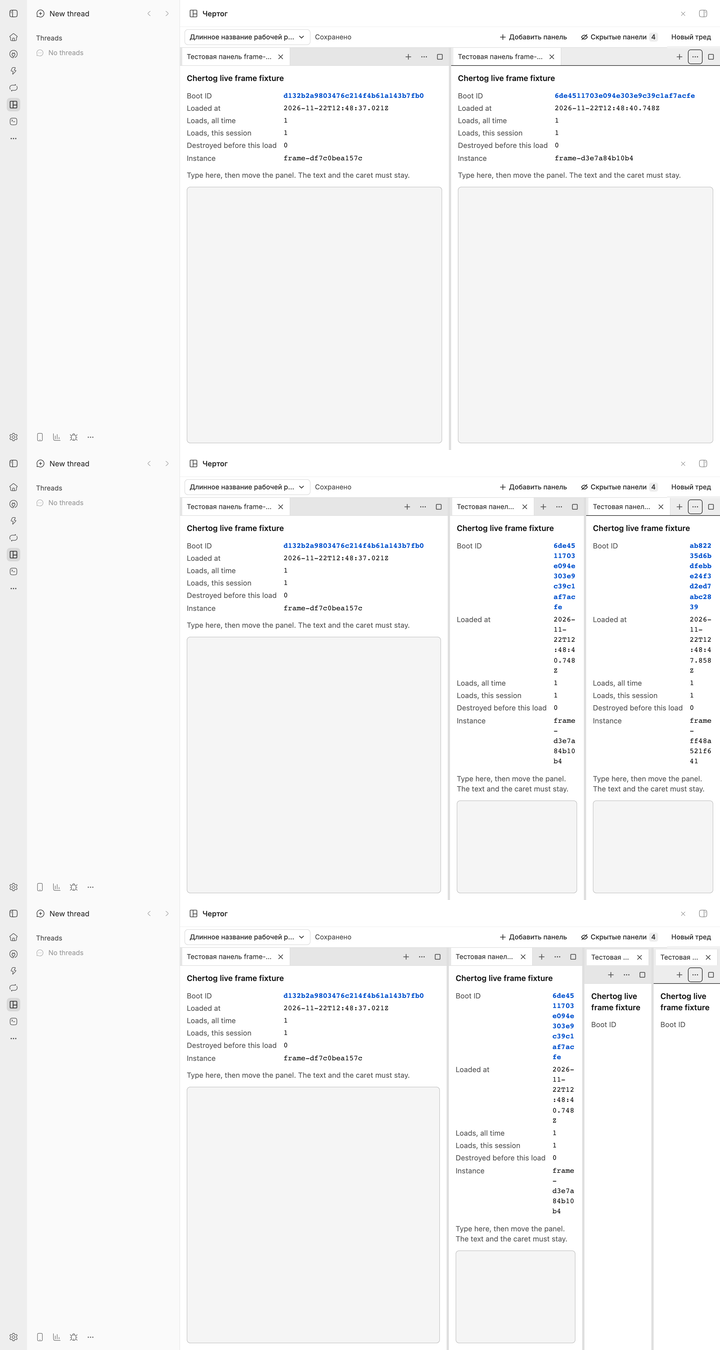 New thread
Чертог
Threads
No threads
Длинное название рабочей р...
Сохранено
Добавить панель
Скрытые панели 4
Новый тред
Тестовая панель frame-...
Тестовая панель frame-...
Chertog live frame fixture
Boot ID d132b2a9803476c214f4b61a143b7fb0
Loaded at 2026-11-22T12:48:37.021Z
Loads, all time 1
Loads, this session 1
Destroyed before this load 0
Instance frame-df7c0bea157c
Type here, then move the panel. The text and the caret must stay.
Chertog live frame fixture
Boot ID 6de4511703e094e303e9c39c1af7acfe
Loaded at 2026-11-22T12:48:40.748Z
Loads, all time 1
Loads, this session 1
Destroyed before this load 0
Instance frame-d3e7a84b10b4
Type here, then move the panel. The text and the caret must stay.
New thread
Чертог
Threads
No threads
Длинное название рабочей р...
Сохранено
Добавить панель
Скрытые панели 4
Новый тред
Тестовая панель frame-...
Тестовая панел...
Тестовая панел...
Chertog live frame fixture
Boot ID d132b2a9803476c214f4b61a143b7fb0
Loaded at 2026-11-22T12:48:37.021Z
Loads, all time 1
Loads, this session 1
Destroyed before this load 0
Instance frame-df7c0bea157c
Type here, then move the panel. The text and the caret must stay.
Chertog live frame fixture
Boot ID 6de45
11703
e094e
303e9
c39c1
af7ac
fe
Loaded at 2026-
11-
22T12
:48:4
0.748
Z
Loads, all time 1
Loads, this session 1
Destroyed before this load 0
Instance frame
-
d3e7a
84b10
b4
Type here, then move the panel.
The text and the caret must stay.
Chertog live frame fixture
Boot ID ab822
35d6b
dfebb
e24f3
d2ed7
abc28
39
Loaded at 2026-
11-
22T12
:48:4
7.858
Z
Loads, all time 1
Loads, this session 1
Destroyed before this load 0
Instance frame
-
ff48a
521f6
41
Type here, then move the panel.
The text and the caret must stay.
New thread
Чертог
Threads
No threads
Длинное название рабочей р...
Сохранено
Добавить панель
Скрытые панели 4
Новый тред
Тестовая панель frame-...
Тестовая панел...
Тестовая ...
Тестовая ...
Chertog live frame fixture
Boot ID d132b2a9803476c214f4b61a143b7fb0
Loaded at 2026-11-22T12:48:37.021Z
Loads, all time 1
Loads, this session 1
Destroyed before this load 0
Instance frame-df7c0bea157c
Type here, then move the panel. The text and the caret must stay.
Chertog live frame fixture
Boot ID 6de45
11703
e094e
303e9
c39c1
af7ac
fe
Loaded at 2026-
11-
22T12
:48:4
0.748
Z
Loads, all time 1
Loads, this session 1
Destroyed before this load 0
Instance frame
-
d3e7a
84b10
b4
Type here, then move the panel.
The text and the caret must stay.
Chertog live
frame fixture
Boot ID
Chertog live
frame fixture
Boot ID